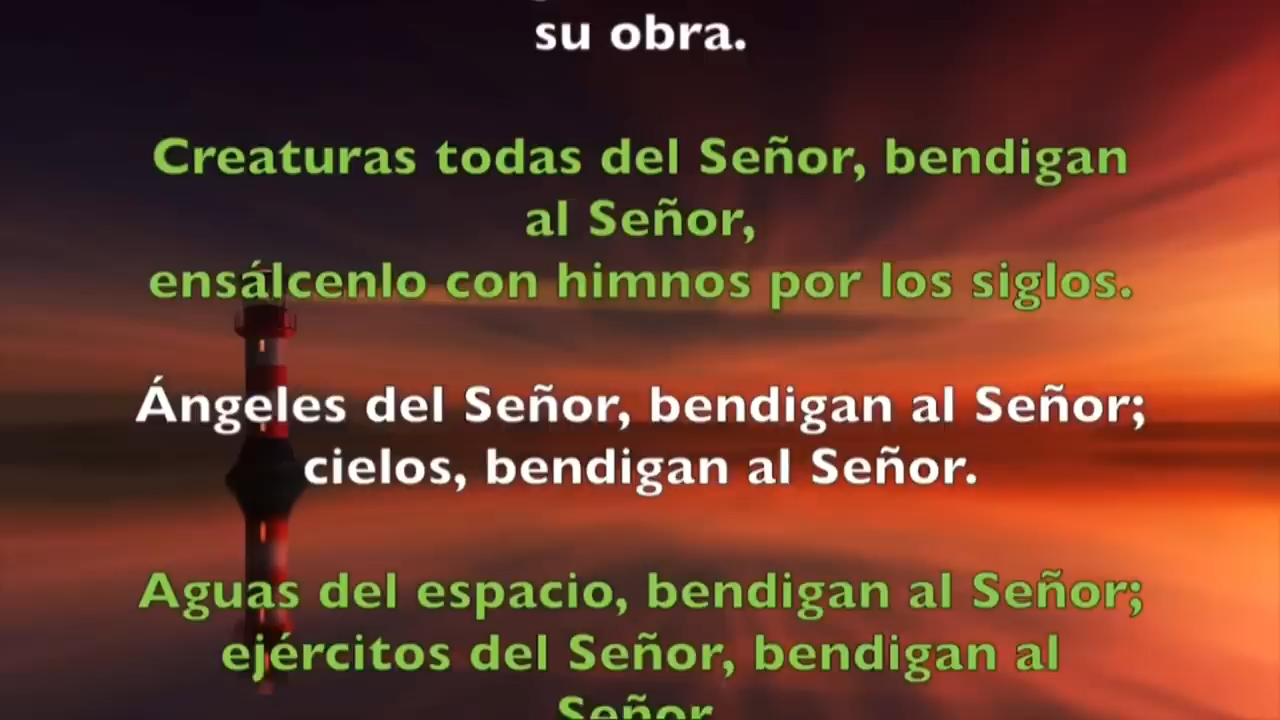 su obra.
Creaturas todas del Señor, bendigan
al Señor,
ensálcenlo con himnos por los siglos.
Ángeles del Señor, bendigan al Señor;
cielos, bendigan al Señor.
Aguas del espacio, bendigan al Señor;
ejércitos del Señor, bendigan al
Señor